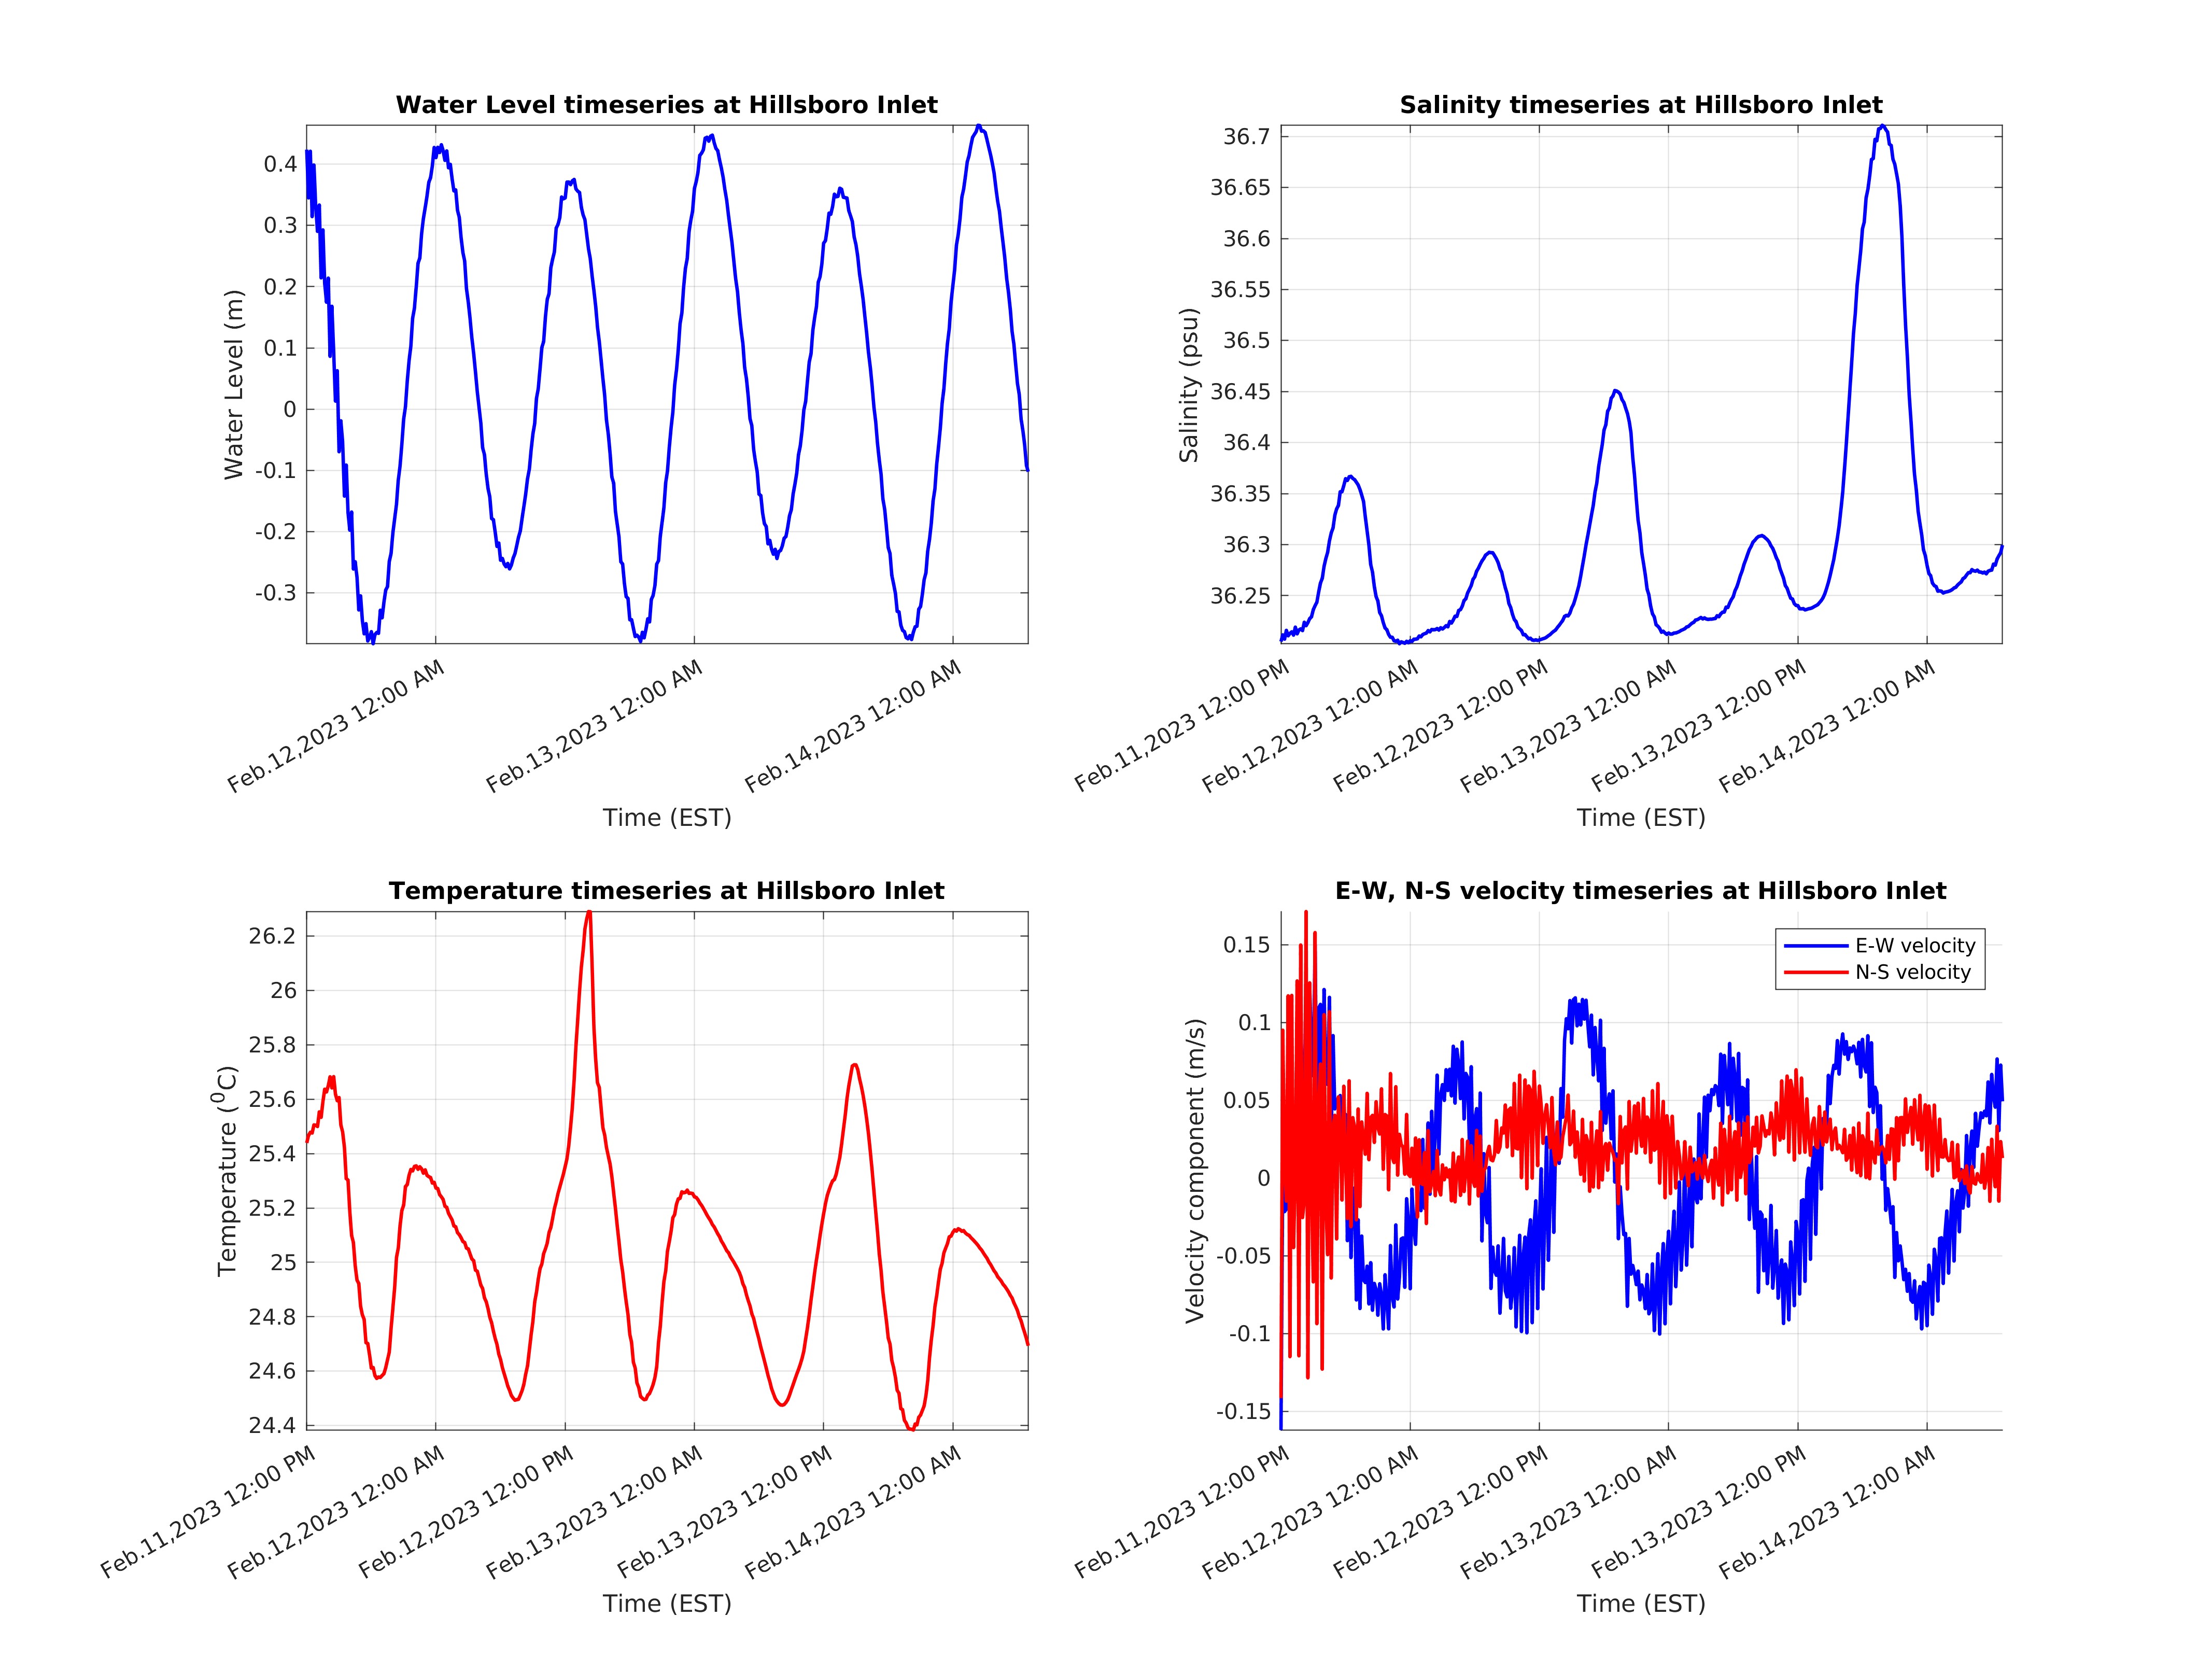 Water Level timeseries at Hillsboro Inlet
Water Level (m)
0.4
0.3
0.2
0.1
0
-0.1
-0.2
-0.3
Feb.12,2023 12:00 AM
Feb.13,2023 12:00 AM
Feb.14,2023 12:00 AM
Time (EST)
Salinity timeseries at Hillsboro Inlet
Salinity (psu)
36.7
36.65
36.6
36.55
36.5
36.45
36.4
36.35
36.3
36.25
Feb.11,2023 12:00 PM
Feb.12,2023 12:00 AM
Feb.12,2023 12:00 PM
Feb.13,2023 12:00 AM
Feb.13,2023 12:00 PM
Feb.14,2023 12:00 AM
Time (EST)
Temperature timeseries at Hillsboro Inlet
Temperature (⁰C)
26.2
26
25.8
25.6
25.4
25.2
25
24.8
24.6
24.4
Feb.11,2023 12:00 PM
Feb.12,2023 12:00 AM
Feb.12,2023 12:00 PM
Feb.13,2023 12:00 AM
Feb.13,2023 12:00 PM
Feb.14,2023 12:00 AM
Time (EST)
E-W, N-S velocity timeseries at Hillsboro Inlet
E-W velocity
N-S velocity
Velocity component (m/s)
0.15
0.1
0.05
0
-0.05
-0.1
-0.15
Feb.11,2023 12:00 PM
Feb.12,2023 12:00 AM
Feb.12,2023 12:00 PM
Feb.13,2023 12:00 AM
Feb.13,2023 12:00 PM
Feb.14,2023 12:00 AM
Time (EST)